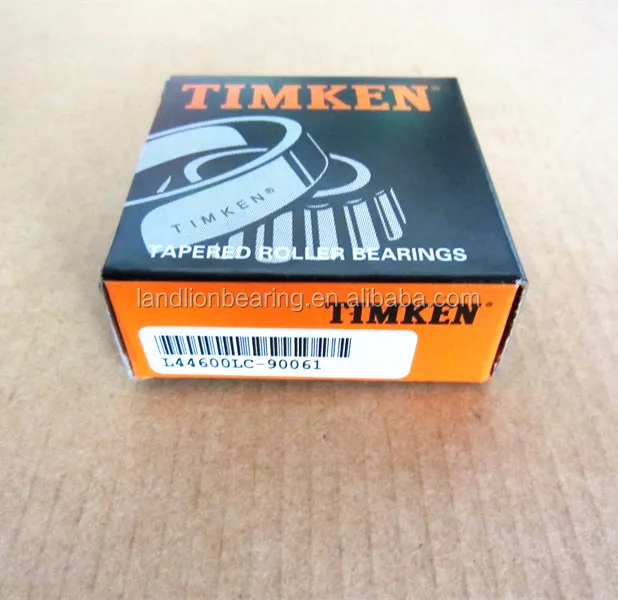 TIMKEN®
TIMKEN®
TAPERED ROLLER BEARINGS
landlionbearing.en.alibaba.com
TIMKEN®
L44600LC-90061